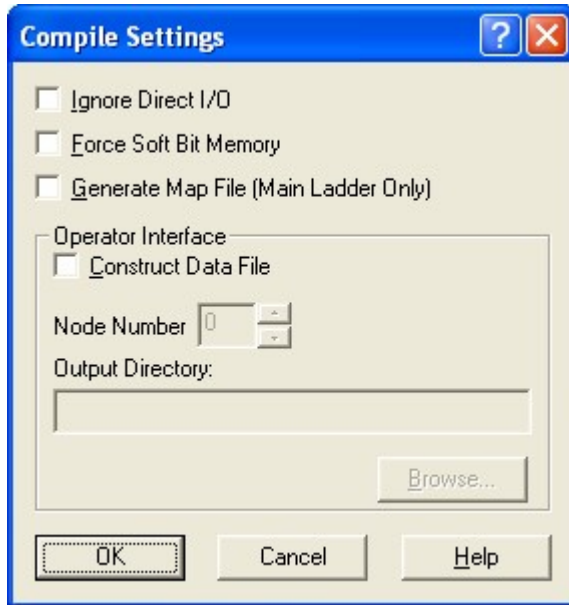 Compile Settings
Ignore Direct I/O
Force Soft Bit Memory
Generate Map File (Main Ladder Only)
Operator Interface
Construct Data File
Node Number 0
Output Directory:
Browse...
OK Cancel Help